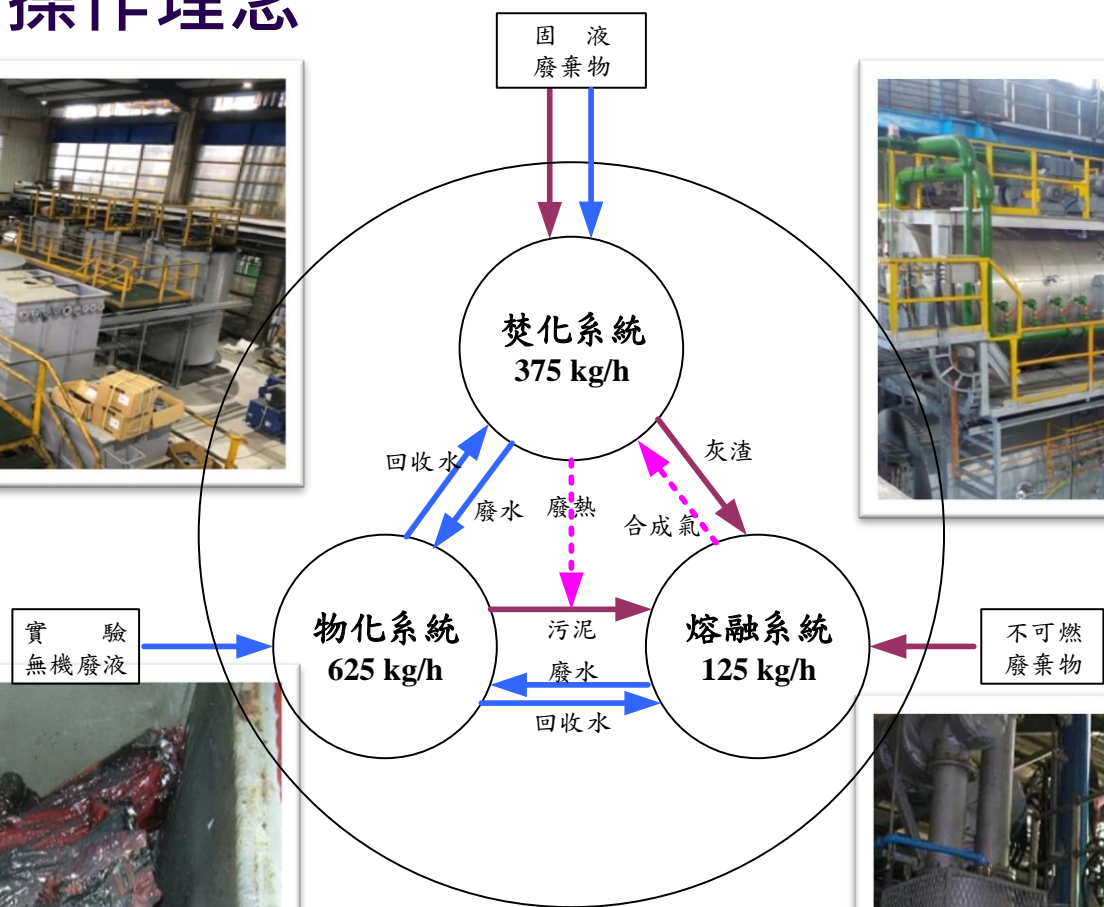 操作理念
固 液
廢棄物
焚化系統
375 kg/h
回收水
廢水
廢熱
合成氣
灰渣
實 驗
無機廢液
物化系統
625 kg/h
污泥
廢水
回收水
熔融系統
125 kg/h
不可燃
廢棄物